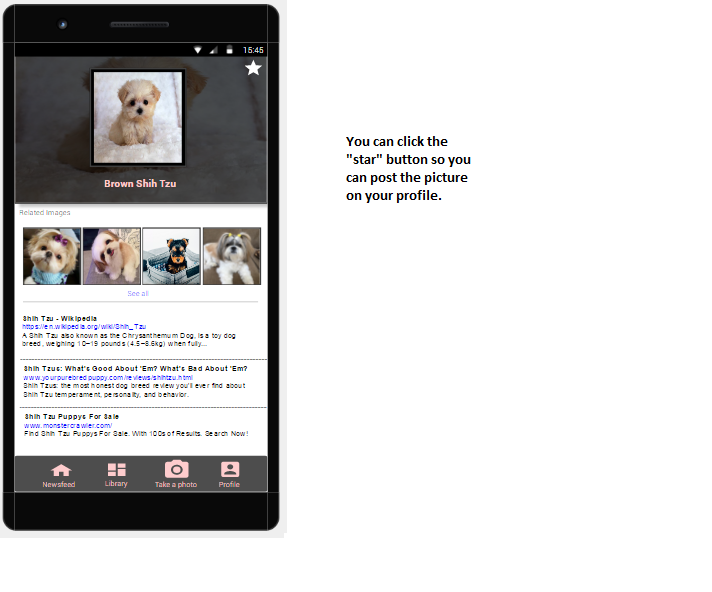 15:45
Brown Shih Tzu
Related Images
See all
Shih Tzu - Wikipedia
https://en.wikipedia.org/wiki/Shih_Tzu
A Shih Tzu also known as the Chrysanthemum Dog, is a toy dog
breed, weighing 10–19 pounds (4.5–8.6kg) when fully...
Shih Tzus: What's Good About 'Em? What's Bad About 'Em?
www.yourpurebredpuppy.com/reviews/shihtzu.html
Shih Tzus: the most honest dog breed review you'll ever find about
Shih Tzu temperament, personality, and behavior.
Shih Tzu Puppys For Sale
www.monstercrawler.com/
Find Shih Tzu Puppys For Sale. With 100s of Results. Search Now!
Newsfeed
Library
Take a photo
Profile
You can click the
"star" button so you
can post the picture
on your profile.